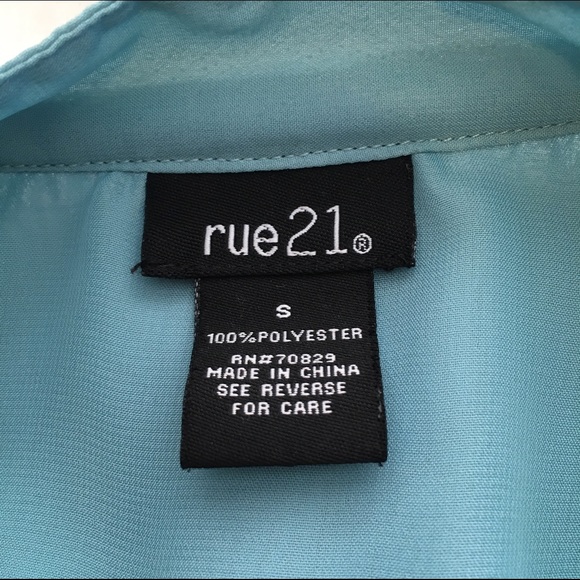 rue21®
S
100%POLYESTER
RN#70829
MADE IN CHINA
SEE REVERSE
FOR CARE